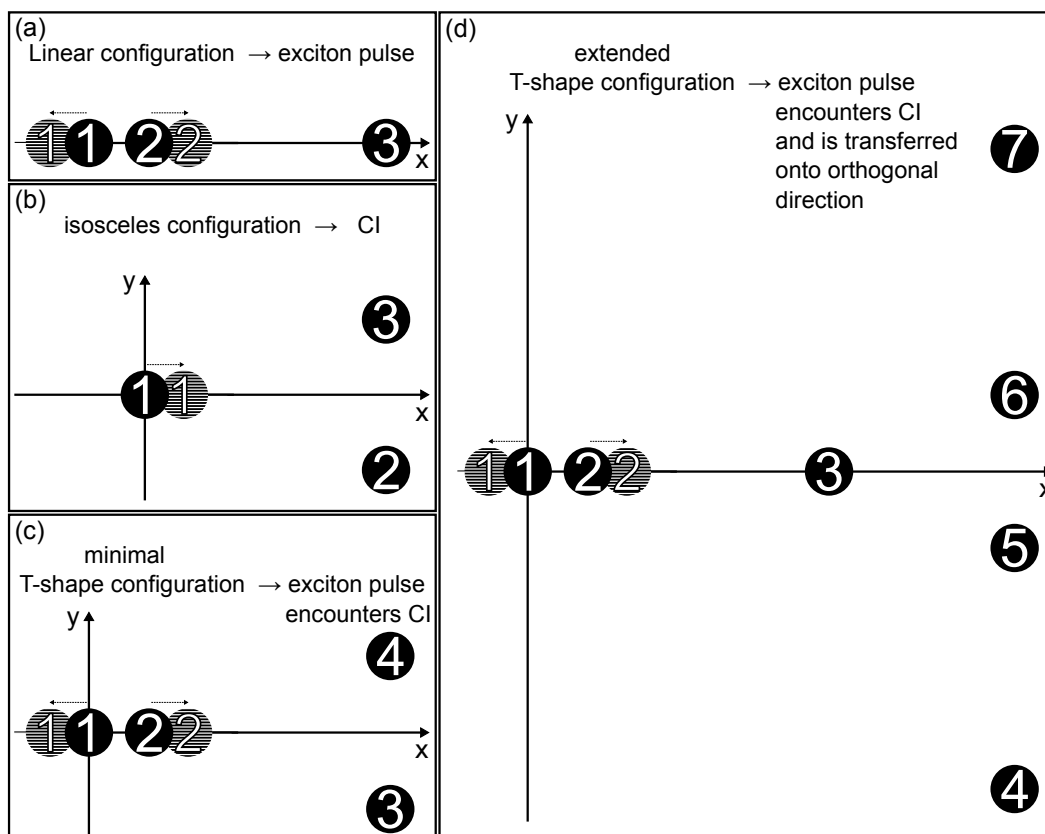 (a)
Linear configuration → exciton pulse
1 1 2 2 3
x
(b)
isosceles configuration → CI
y
3
1 1
x
2
(c)
minimal
T-shape configuration → exciton pulse
encounters CI
y
4
1 1 2 2
x
3
(d)
extended
T-shape configuration → exciton pulse
encounters CI
and is transferred
onto orthogonal
direction
y
7
6
1 1 2 2 3
x
5
4